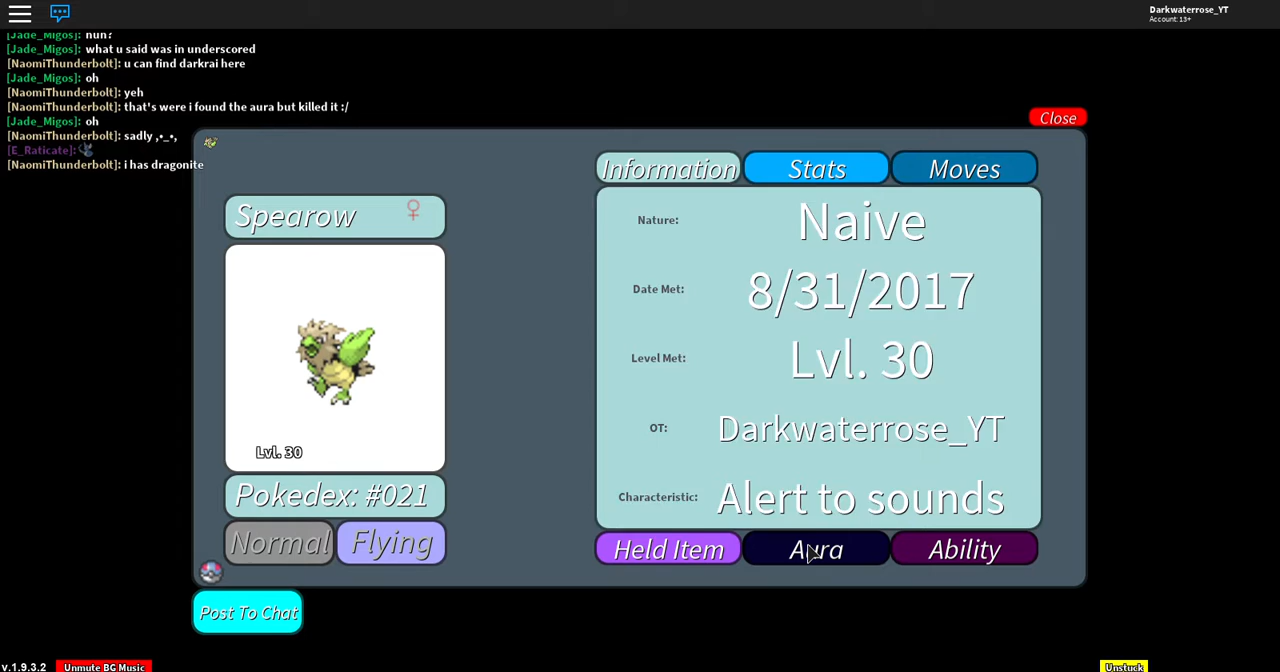 Darkwaterrose_YT
Account: 13+
[Jade_Migos]: huh?
[Jade_Migos]: what u said was in underscored
[NaomiThunderbolt]: u can find darkrai here
[Jade_Migos]: oh
[NaomiThunderbolt]: yeh
[NaomiThunderbolt]: that's were i found the aura but killed it :/
[Jade_Migos]: oh
[NaomiThunderbolt]: sadly ,•_•,
[E_Raticate]:
[NaomiThunderbolt]: i has dragonite
Close
Information Stats Moves
Spearow ♀
Lvl. 30
Pokedex: #021
Normal Flying
Nature: Naive
Date Met: 8/31/2017
Level Met: Lvl. 30
OT: Darkwaterrose_YT
Characteristic: Alert to sounds
Held Item Aura Ability
Post To Chat
v.1.9.3.2 Unmute BG Music
Unstuck